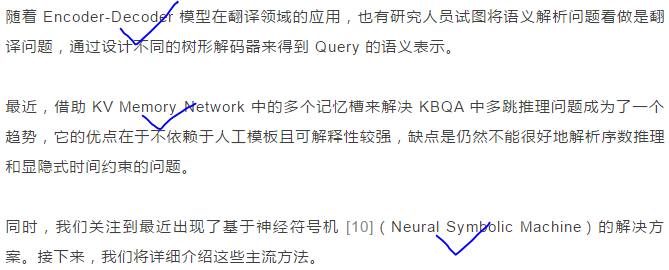 随着 Encoder-Decoder 模型在翻译领域的应用，也有研究人员试图将语义解析问题看做是翻
译问题，通过设计不同的树形解码器来得到 Query 的语义表示。
最近，借助 KV Memory Network 中的多个记忆槽来解决 KBQA 中多跳推理问题成为了一个
趋势，它的优点在于不依赖于人工模板且可解释性较强，缺点是仍然不能很好地解析序数推理
和显隐式时间约束的问题。
同时，我们关注到最近出现了基于神经符号机 [10]（Neural Symbolic Machine）的解决方
案。接下来，我们将详细介绍这些主流方法。